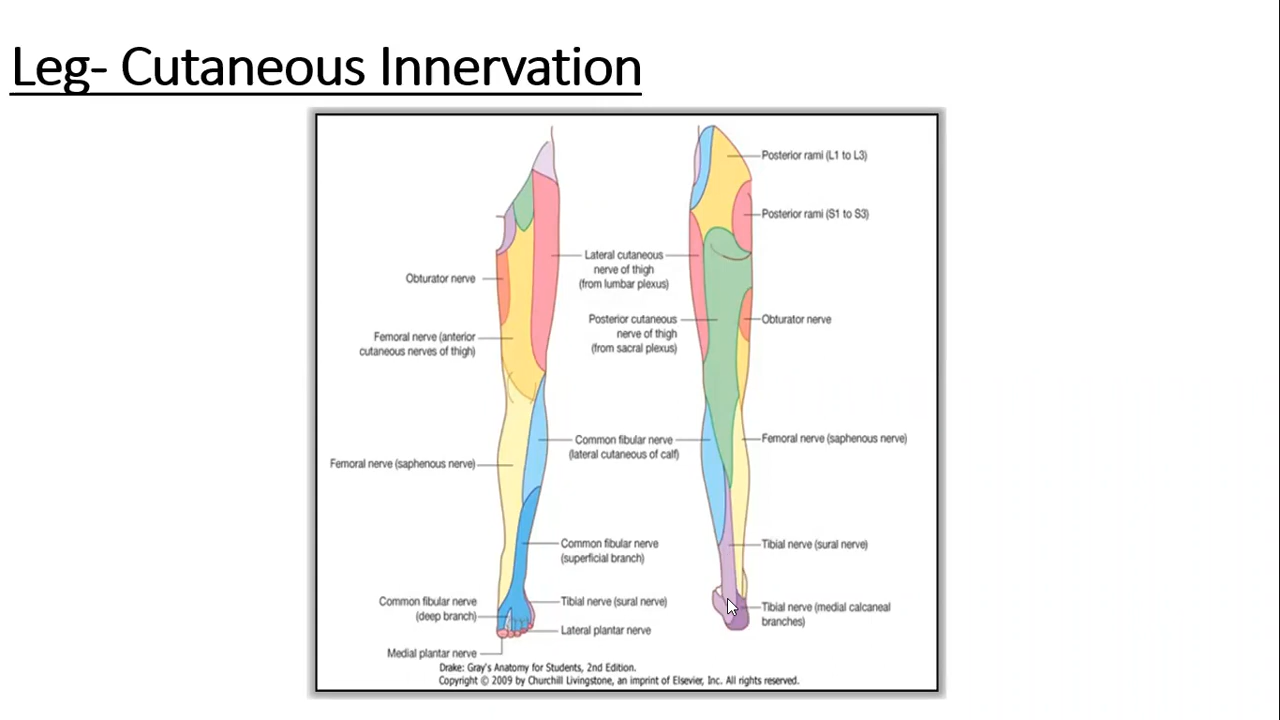 Leg- Cutaneous Innervation
Posterior rami (L1 to L3)
Posterior rami (S1 to S3)
Lateral cutaneous
nerve of thigh
(from lumbar plexus)
Obturator nerve
Posterior cutaneous
nerve of thigh
(from sacral plexus)
Obturator nerve
Femoral nerve (anterior
cutaneous nerves of thigh)
Common fibular nerve
(lateral cutaneous of calf)
Femoral nerve (saphenous nerve)
Femoral nerve (saphenous nerve)
Common fibular nerve
(superficial branch)
Tibial nerve (sural nerve)
Common fibular nerve
(deep branch)
Tibial nerve (sural nerve)
Tibial nerve (medial calcaneal
branches)
Lateral plantar nerve
Medial plantar nerve
Drake: Gray's Anatomy for Students, 2nd Edition.
Copyright © 2009 by Churchill Livingstone, an imprint of Elsevier, Inc. All rights reserved.